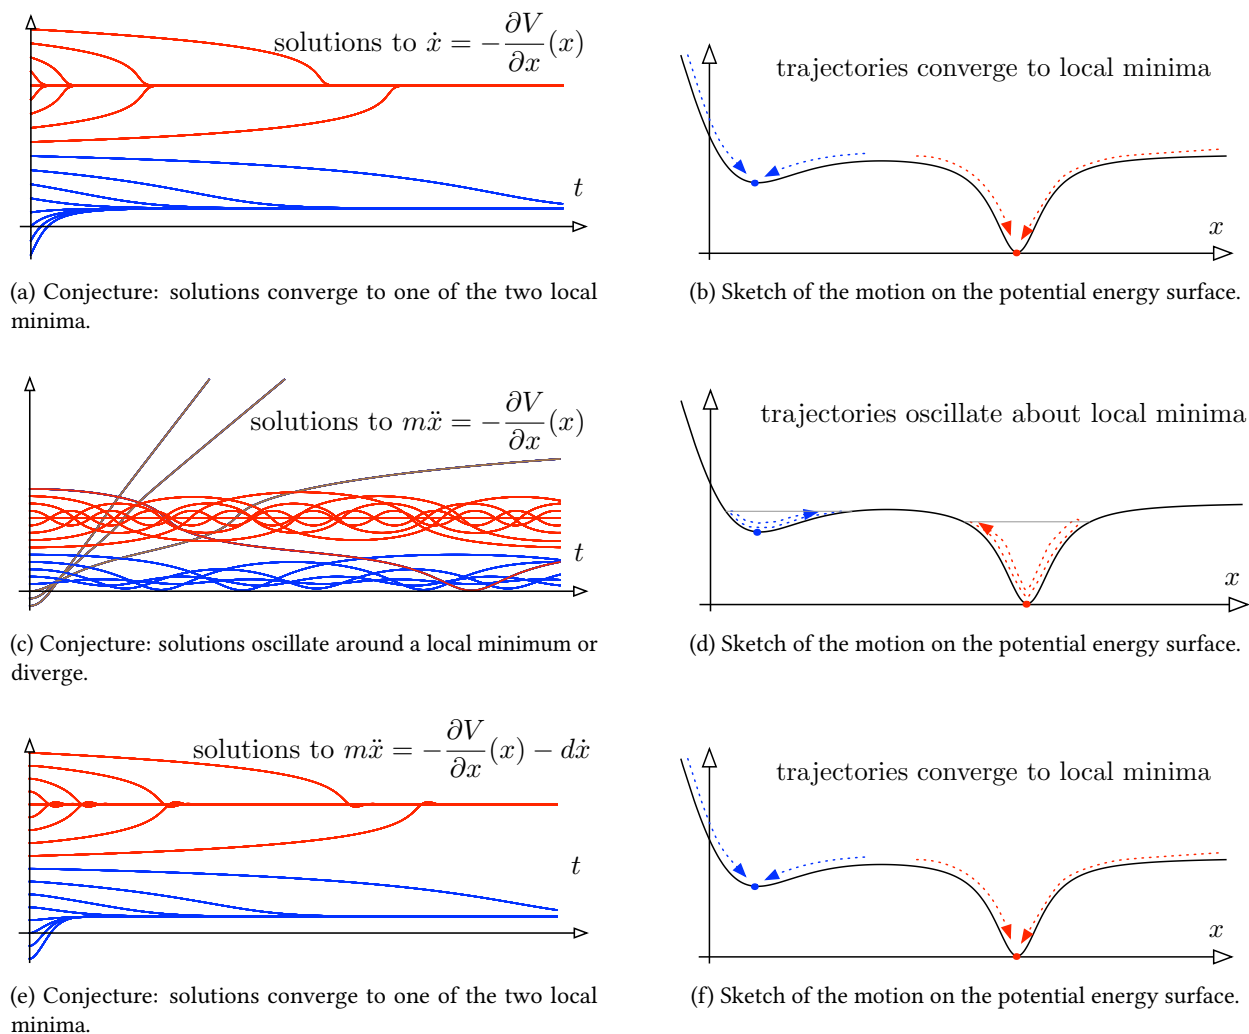 solutions to ẋ = −∂V/∂x(x)
t
(a) Conjecture: solutions converge to one of the two local
minima.
trajectories converge to local minima
x
(b) Sketch of the motion on the potential energy surface.
solutions to mẍ = −∂V/∂x(x)
t
(c) Conjecture: solutions oscillate around a local minimum or
diverge.
trajectories oscillate about local minima
x
(d) Sketch of the motion on the potential energy surface.
solutions to mẍ = −∂V/∂x(x) − dẋ
t
(e) Conjecture: solutions converge to one of the two local
minima.
trajectories converge to local minima
x
(f) Sketch of the motion on the potential energy surface.